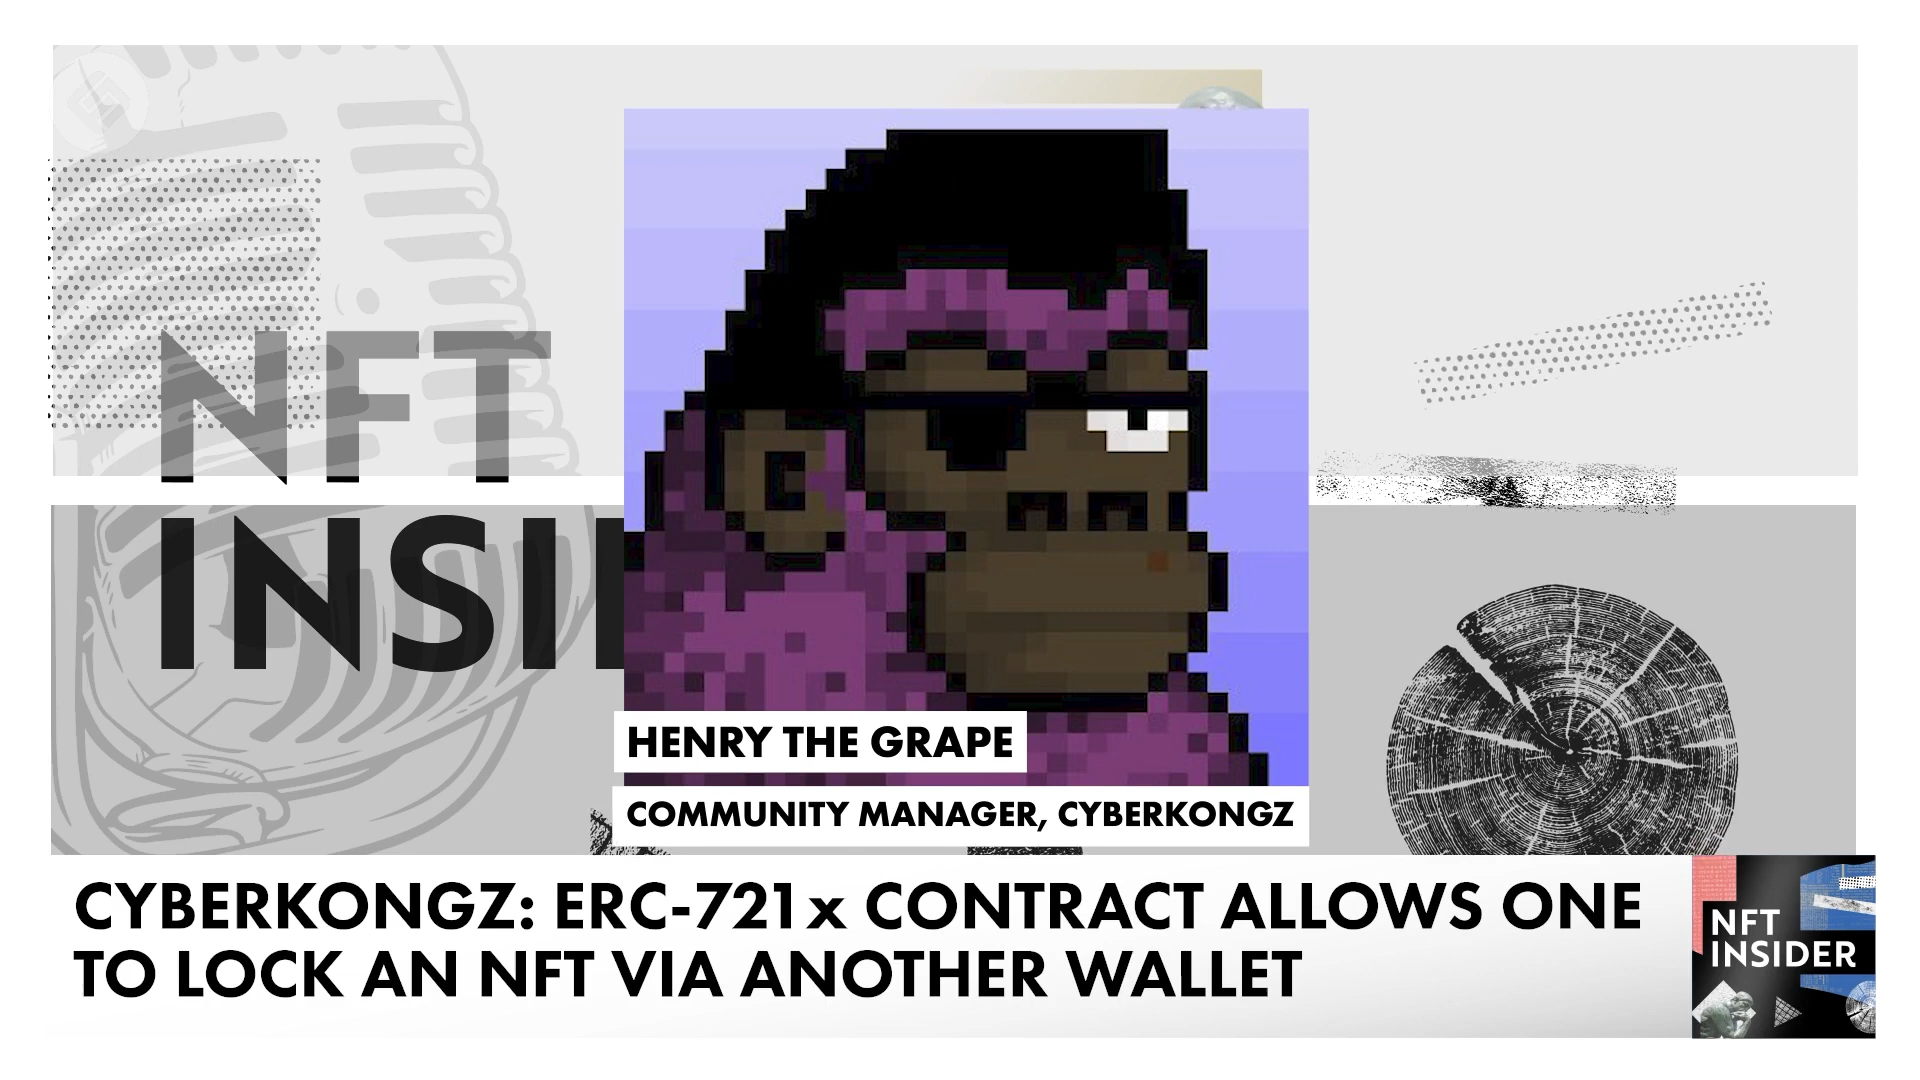 NFT
INSI
HENRY THE GRAPE
COMMUNITY MANAGER, CYBERKONGZ
CYBERKONGZ: ERC-721x CONTRACT ALLOWS ONE
TO LOCK AN NFT VIA ANOTHER WALLET
NFT
INSIDER